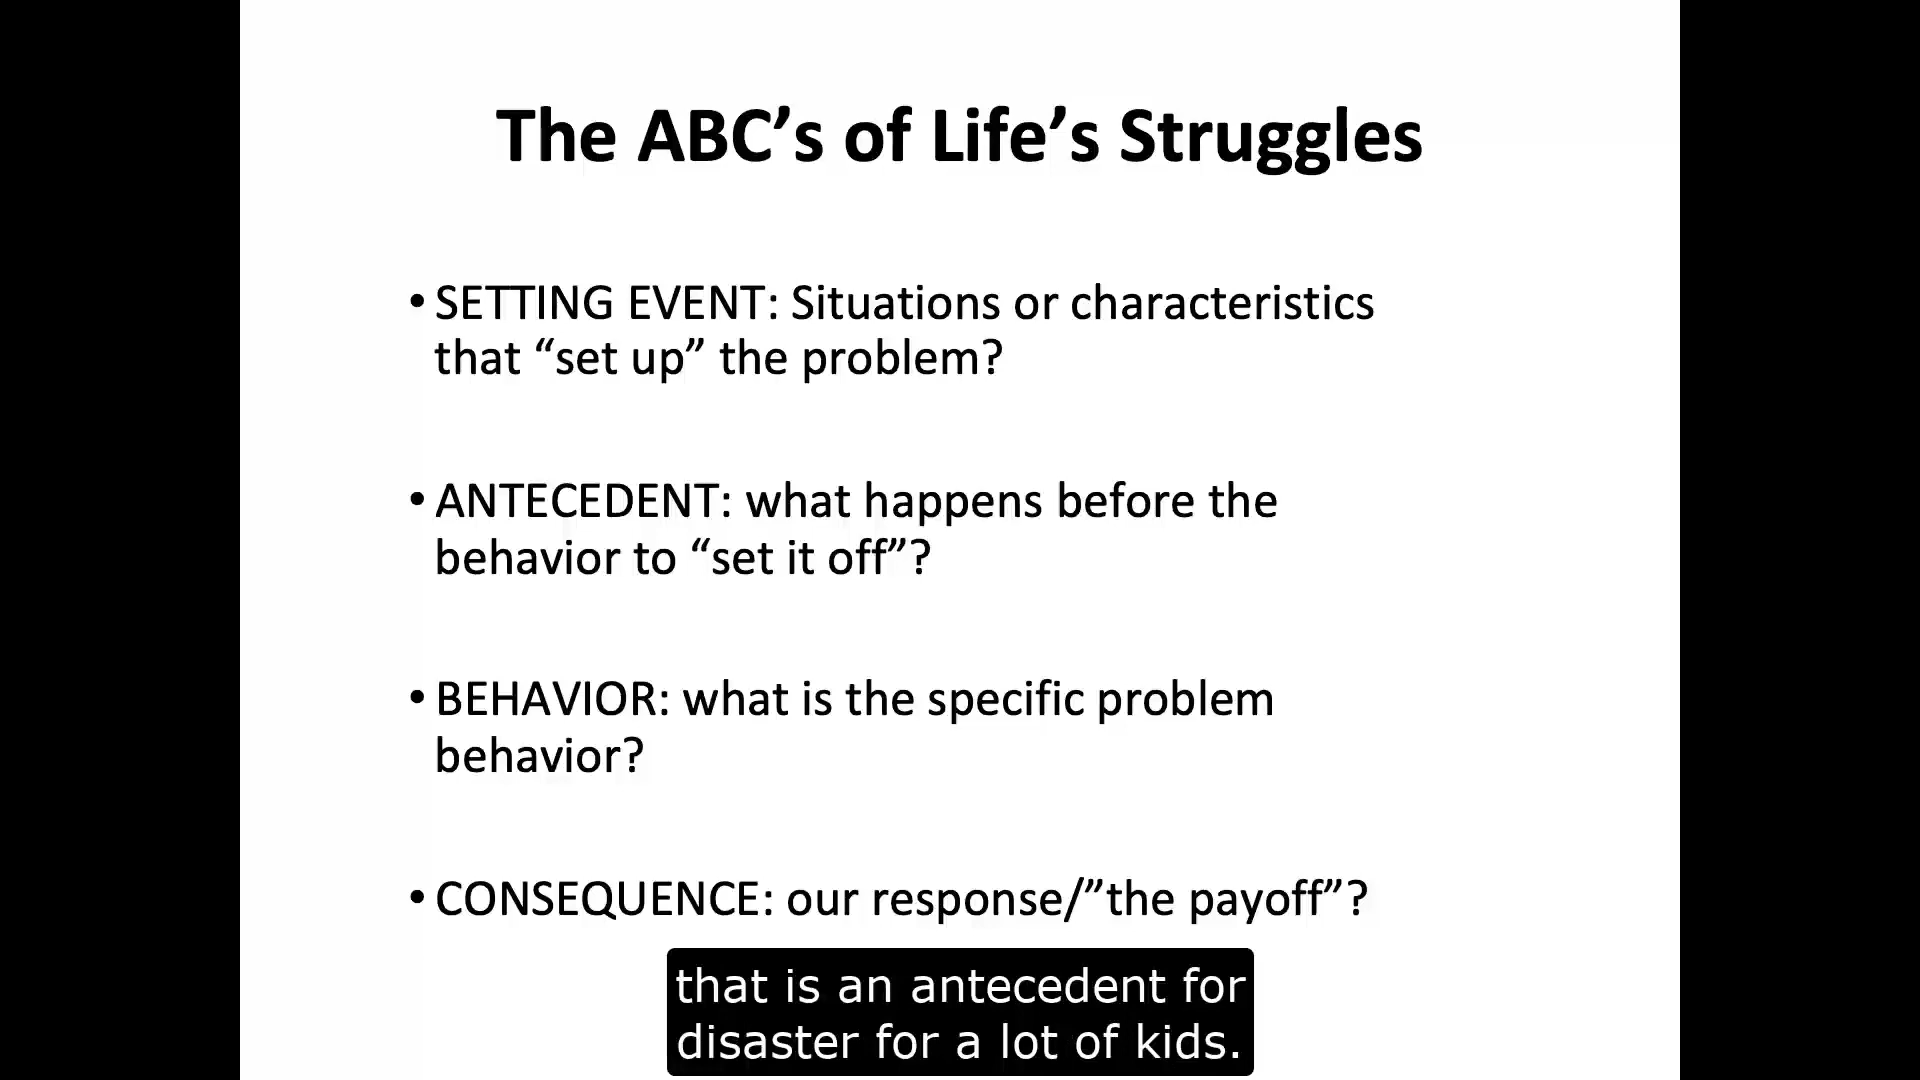 The ABC’s of Life’s Struggles
• SETTING EVENT: Situations or characteristics
that “set up” the problem?
• ANTECEDENT: what happens before the
behavior to “set it off”?
• BEHAVIOR: what is the specific problem
behavior?
• CONSEQUENCE: our response/”the payoff”?
that is an antecedent for
disaster for a lot of kids.